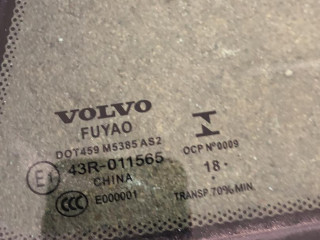 VOLVO
FUYAO
DOT459 M5385 AS2
43R-011565
CHINA
E000001
OCP Nº0009
18 ·
TRANSP 70% MIN.